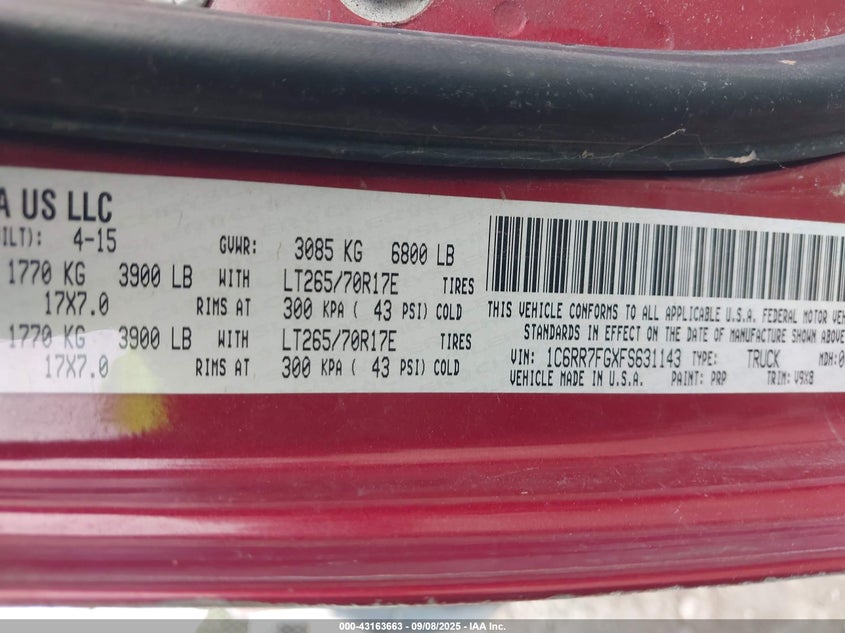 A US LLC
ILT): 4-15 GVWR: 3085 KG 6800 LB
1770 KG 3900 LB WITH LT265/70R17E TIRES
17X7.0 RIMS AT 300 KPA ( 43 PSI) COLD
1770 KG 3900 LB WITH LT265/70R17E TIRES
17X7.0 RIMS AT 300 KPA ( 43 PSI) COLD
THIS VEHICLE CONFORMS TO ALL APPLICABLE U.S.A. FEDERAL MOTOR VE
STANDARDS IN EFFECT ON THE DATE OF MANUFACTURE SHOWN ABOVE
VIN: 1C6RR7FGXFS631143 TYPE: TRUCK MDH:0
VEHICLE MADE IN U.S.A. PAINT: PRP TRIM: V9X8
000-43163663 - 09/08/2025 - IAA Inc.